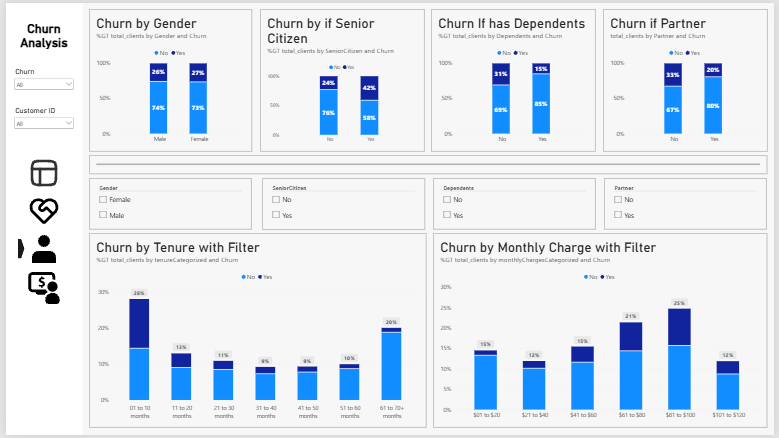 Churn
Analysis
Churn
All
Customer ID
All
Churn by Gender
%GT total_clients by Gender and Churn
No Yes
100%
50%
0%
26%
27%
74%
73%
Male
Female
Churn by if Senior
Citizen
%GT total_clients by SeniorCitizen and Churn
No Yes
100%
50%
0%
24%
42%
76%
58%
No
Yes
Churn If has Dependents
%GT total_clients by Dependents and Churn
No Yes
100%
50%
0%
31%
15%
69%
85%
No
Yes
Churn if Partner
total_clients by Partner and Churn
No Yes
100%
50%
0%
33%
20%
67%
80%
No
Yes
Gender
Female
Male
SeniorCitizen
No
Yes
Dependents
No
Yes
Partner
No
Yes
Churn by Tenure with Filter
%GT total_clients by tenureCategorized and Churn
No Yes
30%
20%
10%
0%
28%
13%
11%
9%
9%
10%
20%
01 to 10 11 to 20 21 to 30 31 to 40 41 to 50 51 to 60 61 to 70+
months months months months months months months
Churn by Monthly Charge with Filter
%GT total_clients by monthlyChargesCategorized and Churn
No Yes
30%
25%
20%
15%
10%
5%
0%
15%
12%
15%
21%
25%
12%
$01 to $20 $21 to $40 $41 to $60 $61 to $80 $81 to $100 $101 to $120